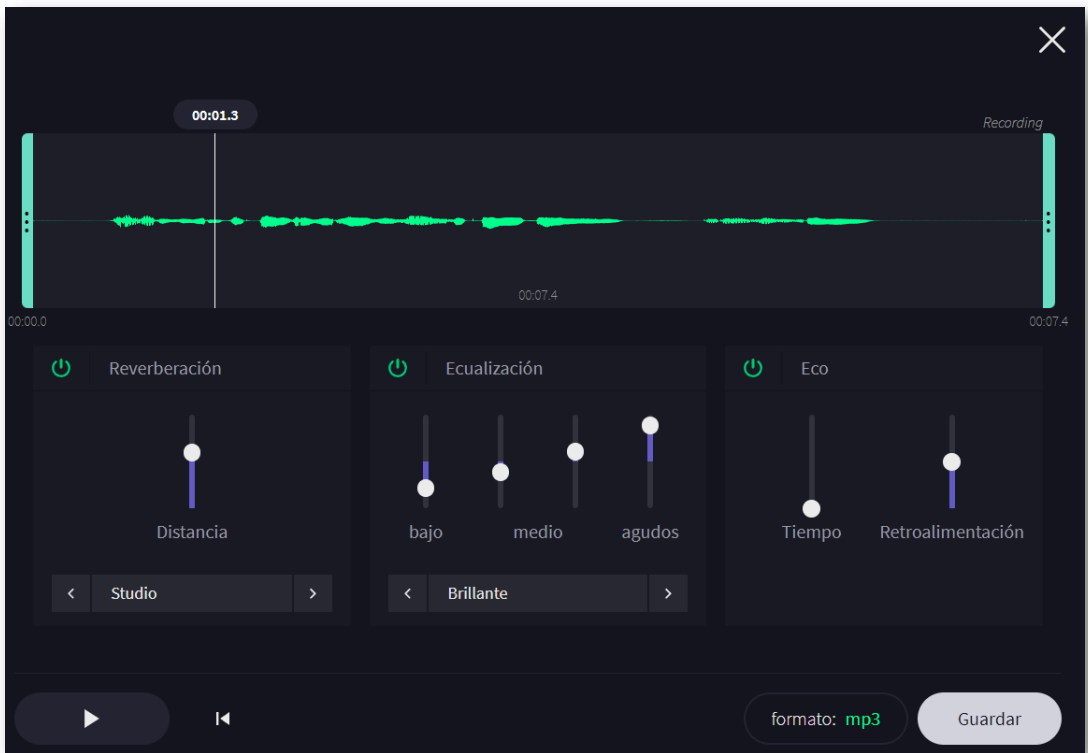 00:01.3
Recording
00:07.4
00:00.0
00:07.4
Reverberación
Ecualización
Eco
Distancia
bajo
medio
agudos
Tiempo
Retroalimentación
Studio
Brillante
formato: mp3
Guardar